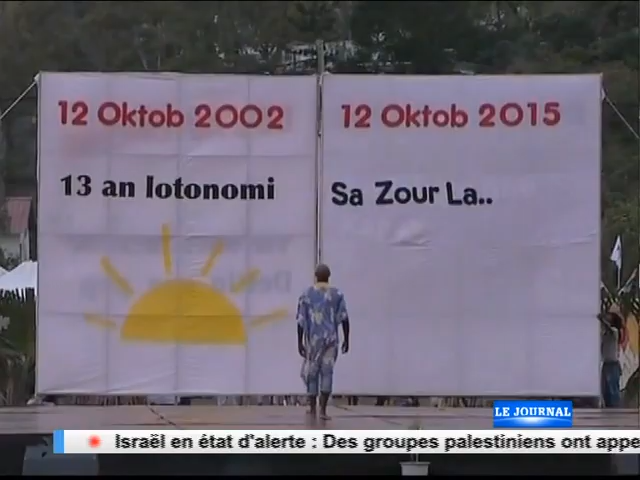 12 Oktob 2002
13 an lotonomi
12 Oktob 2015
Sa Zour La..
LE JOURNAL
Israël en état d'alerte : Des groupes palestiniens ont appe